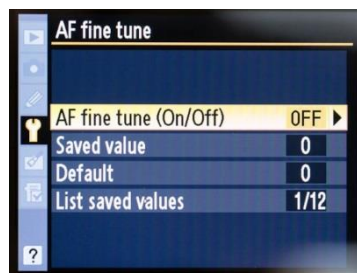 AF fine tune
AF fine tune (On/Off) OFF
Saved value 0
Default 0
List saved values 1/12
?